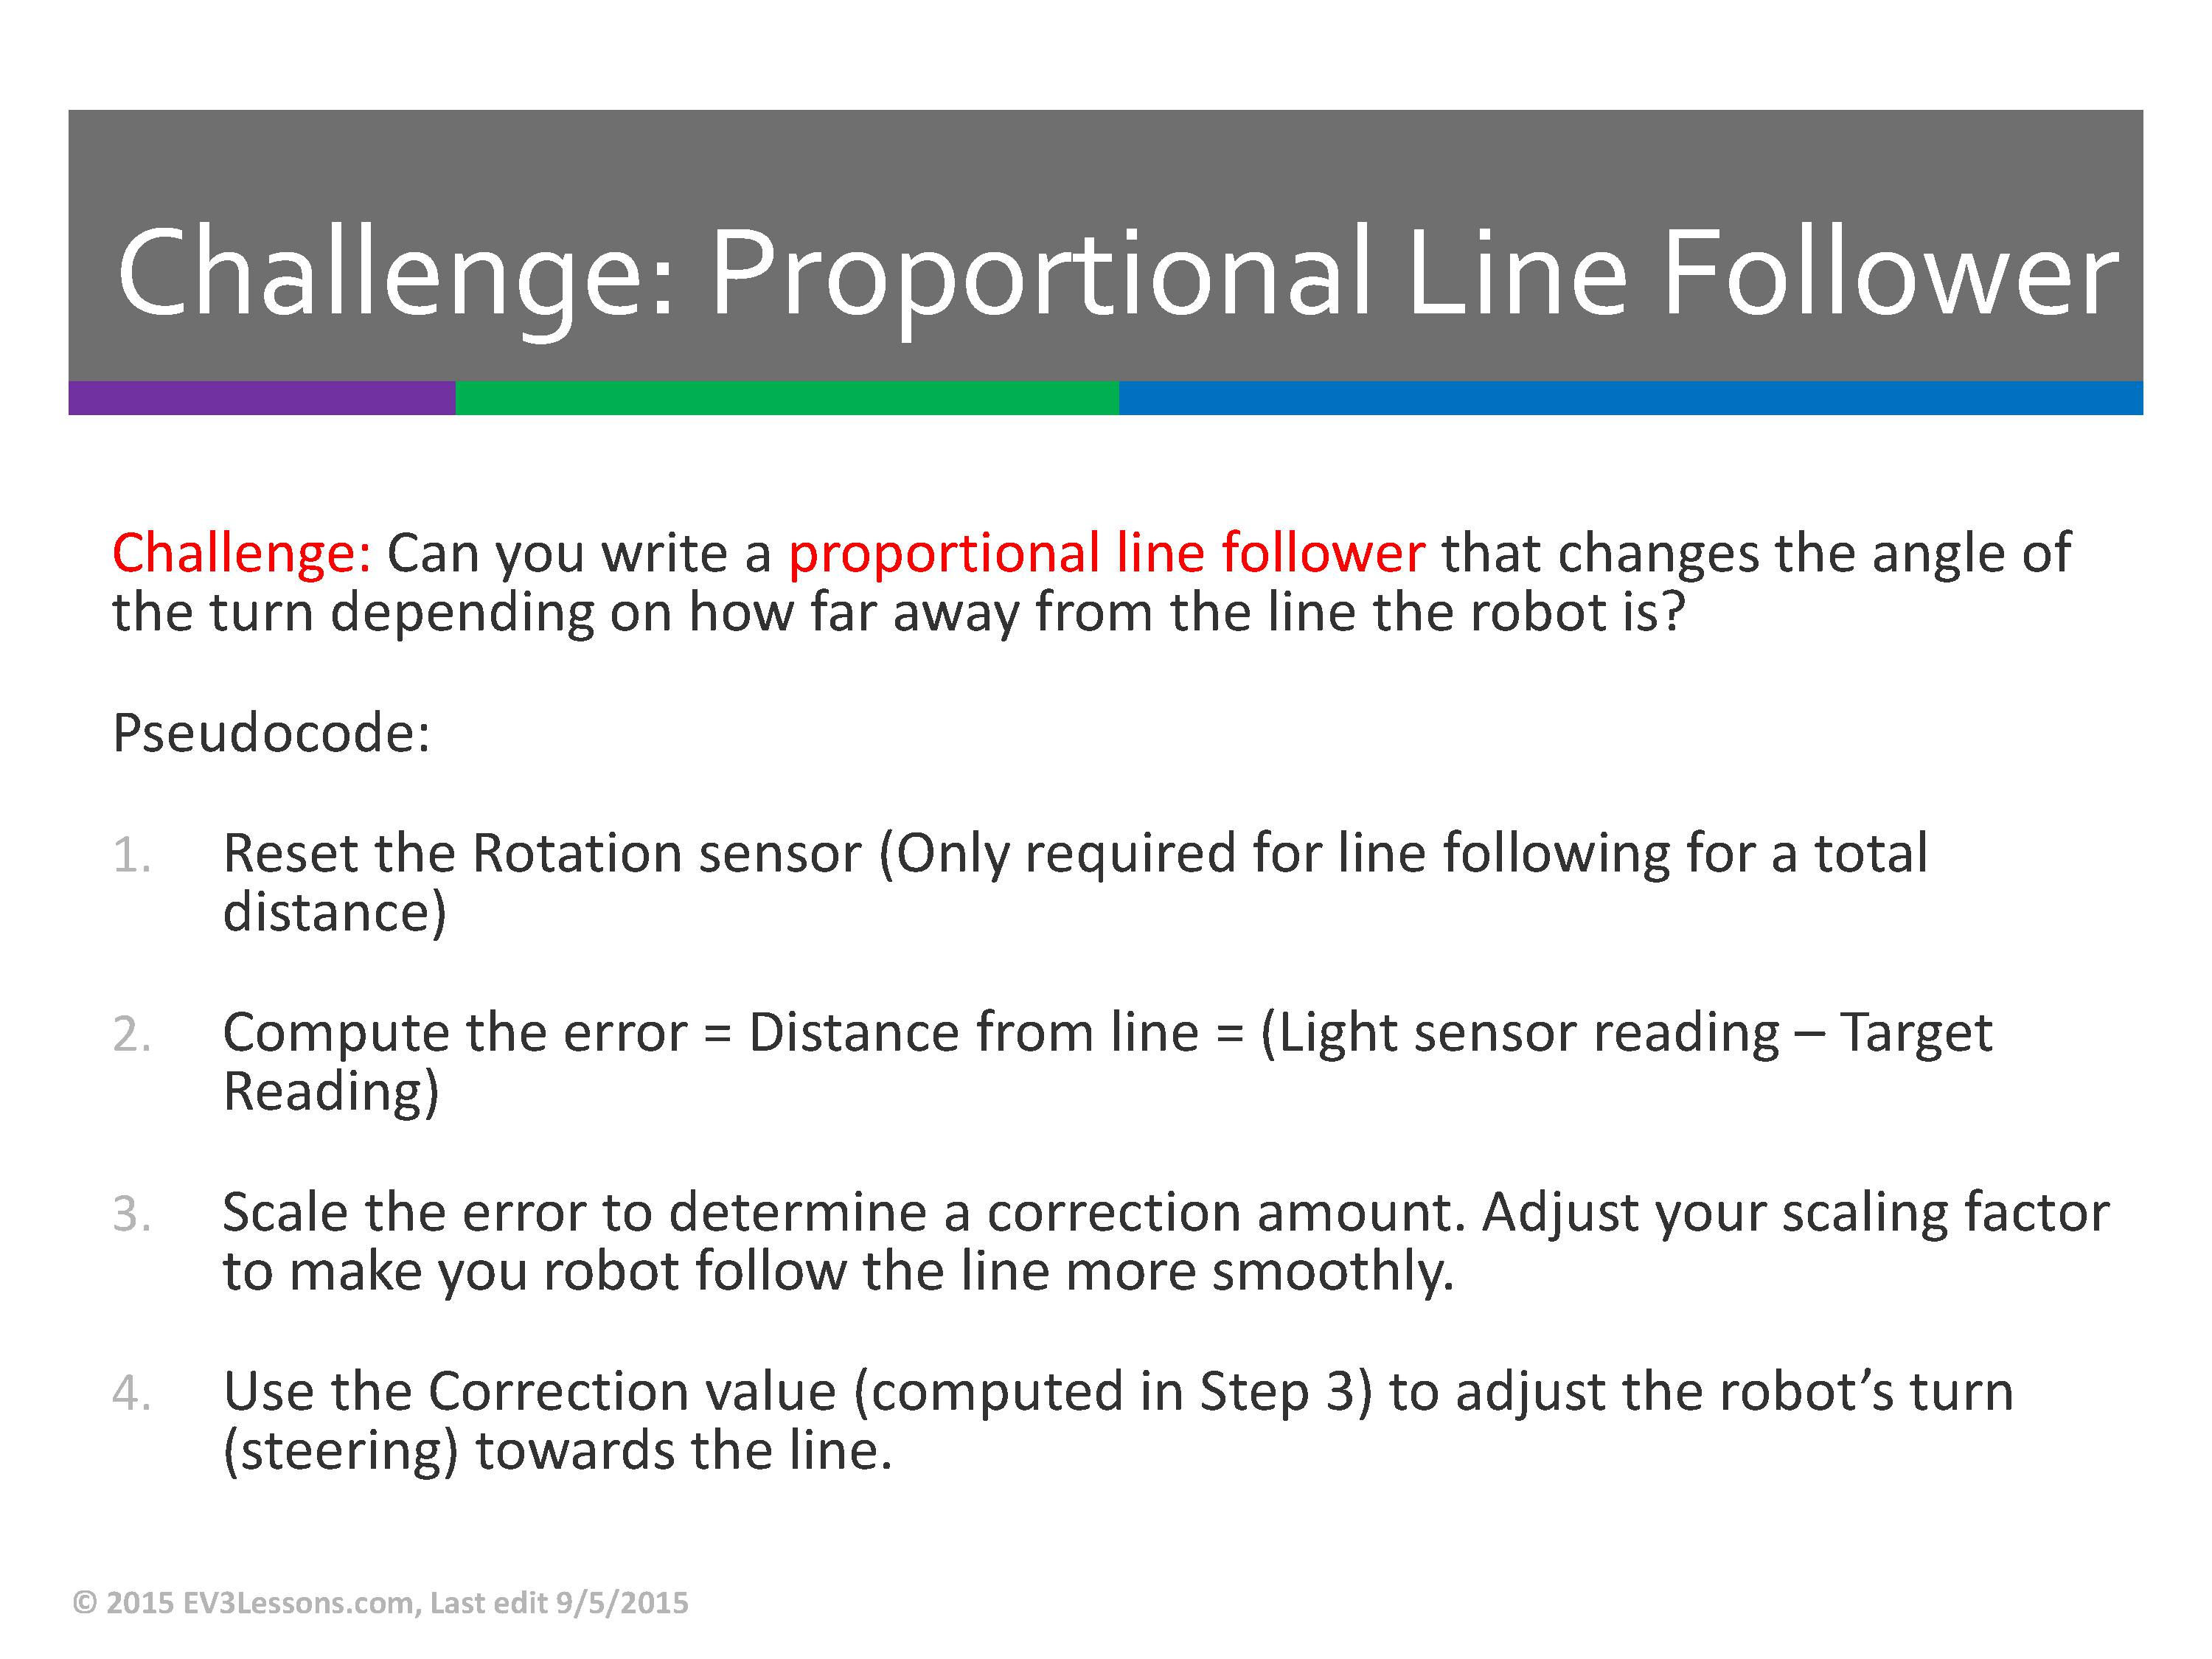 Challenge: Proportional Line Follower
Challenge: Can you write a proportional line follower that changes the angle of
the turn depending on how far away from the line the robot is?
Pseudocode:
1. Reset the Rotation sensor (Only required for line following for a total
distance)
2. Compute the error = Distance from line = (Light sensor reading – Target
Reading)
3. Scale the error to determine a correction amount. Adjust your scaling factor
to make you robot follow the line more smoothly.
4. Use the Correction value (computed in Step 3) to adjust the robot’s turn
(steering) towards the line.
© 2015 EV3Lessons.com, Last edit 9/5/2015